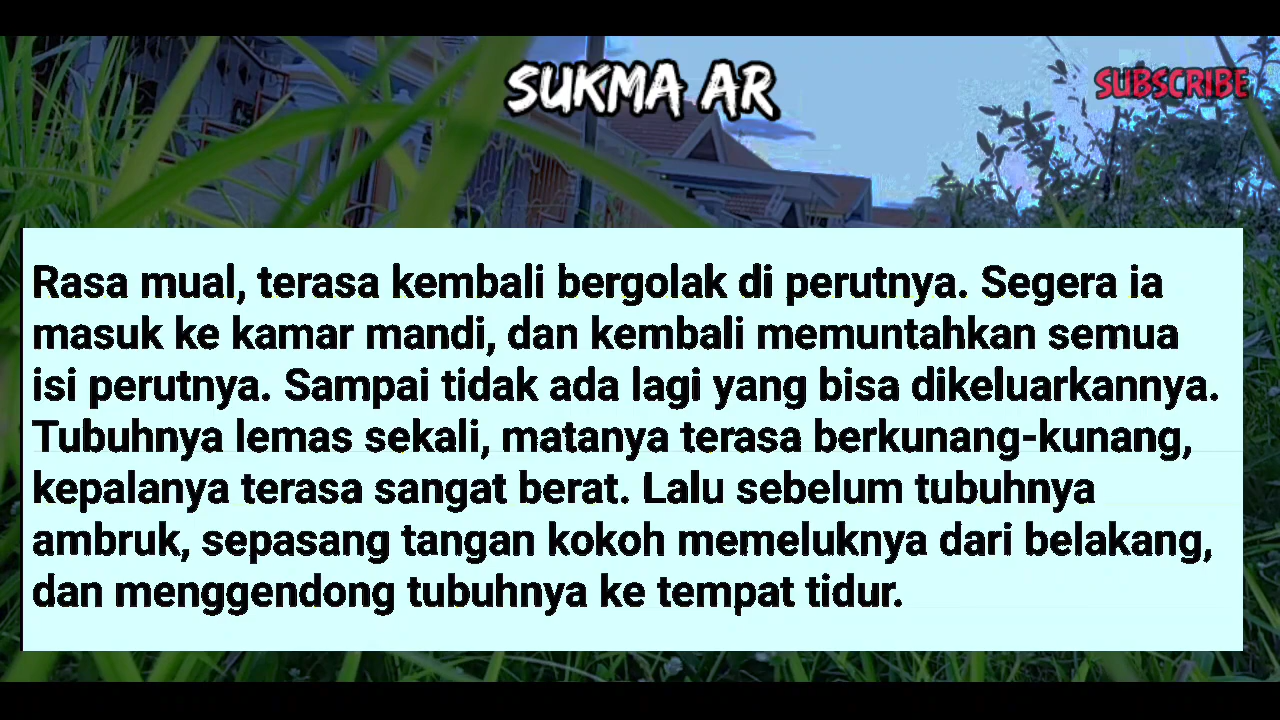 SUKMA AR
SUBSCRIBE
Rasa mual, terasa kembali bergolak di perutnya. Segera ia
masuk ke kamar mandi, dan kembali memuntahkan semua
isi perutnya. Sampai tidak ada lagi yang bisa dikeluarkannya.
Tubuhnya lemas sekali, matanya terasa berkunang-kunang,
kepalanya terasa sangat berat. Lalu sebelum tubuhnya
ambruk, sepasang tangan kokoh memeluknya dari belakang,
dan menggendong tubuhnya ke tempat tidur.